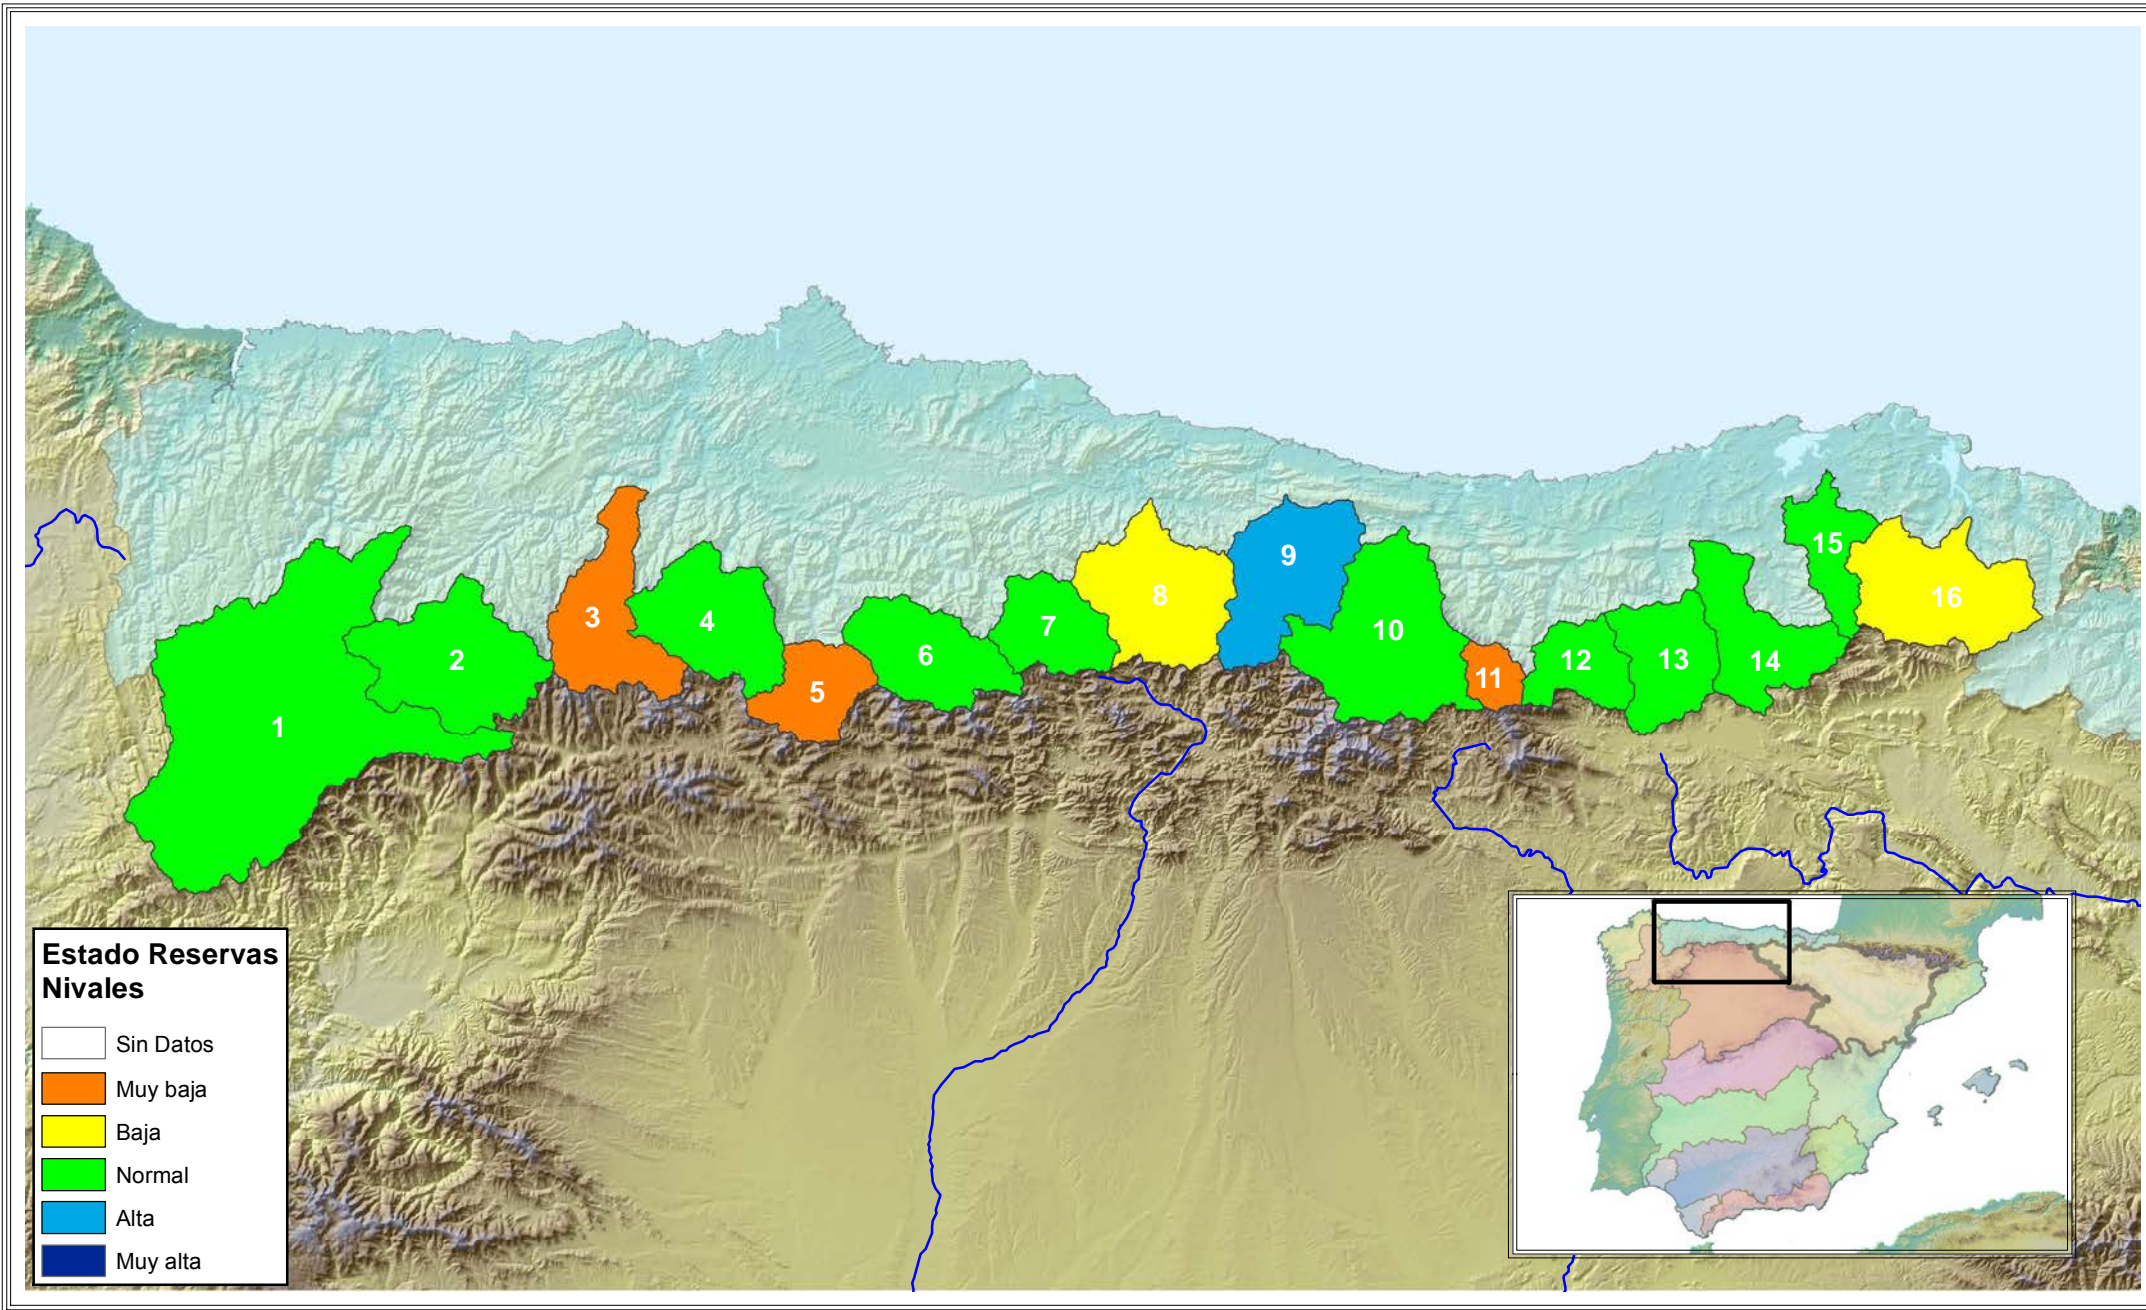 1
2
3
4
5
6
7
8
9
10
11
12
13
14
15
16
Estado Reservas
Nivales
Sin Datos
Muy baja
Baja
Normal
Alta
Muy alta